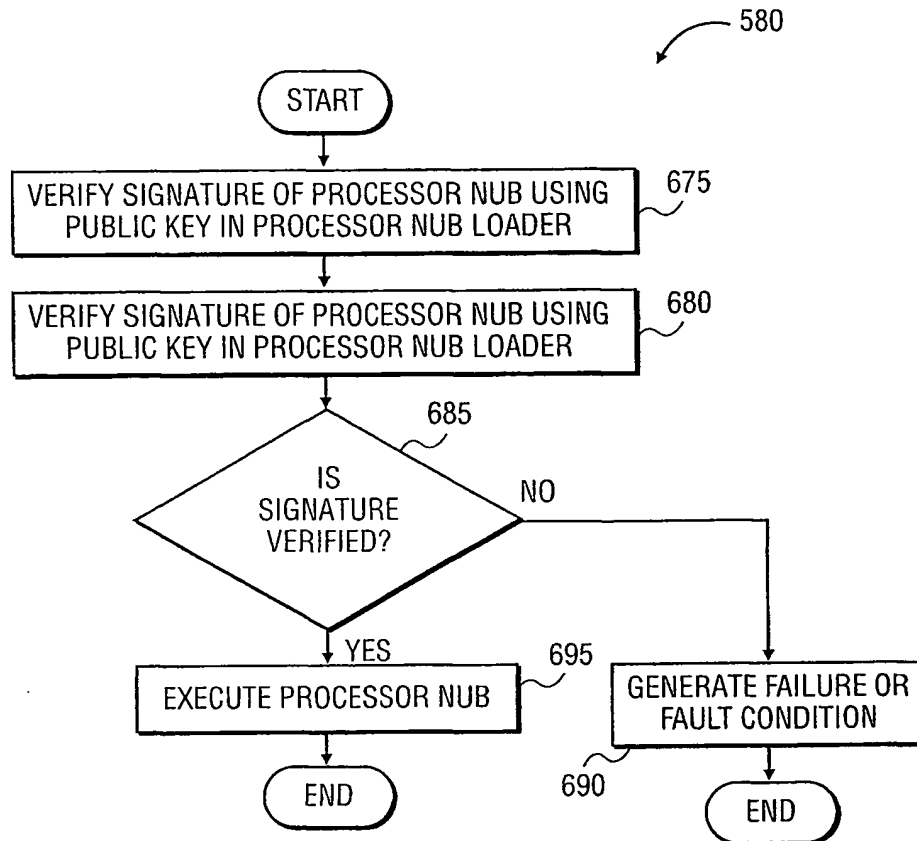 580
START
VERIFY SIGNATURE OF PROCESSOR NUB USING
PUBLIC KEY IN PROCESSOR NUB LOADER
675
VERIFY SIGNATURE OF PROCESSOR NUB USING
PUBLIC KEY IN PROCESSOR NUB LOADER
680
685
IS
SIGNATURE
VERIFIED?
NO
YES
EXECUTE PROCESSOR NUB
695
GENERATE FAILURE OR
FAULT CONDITION
690
END
END